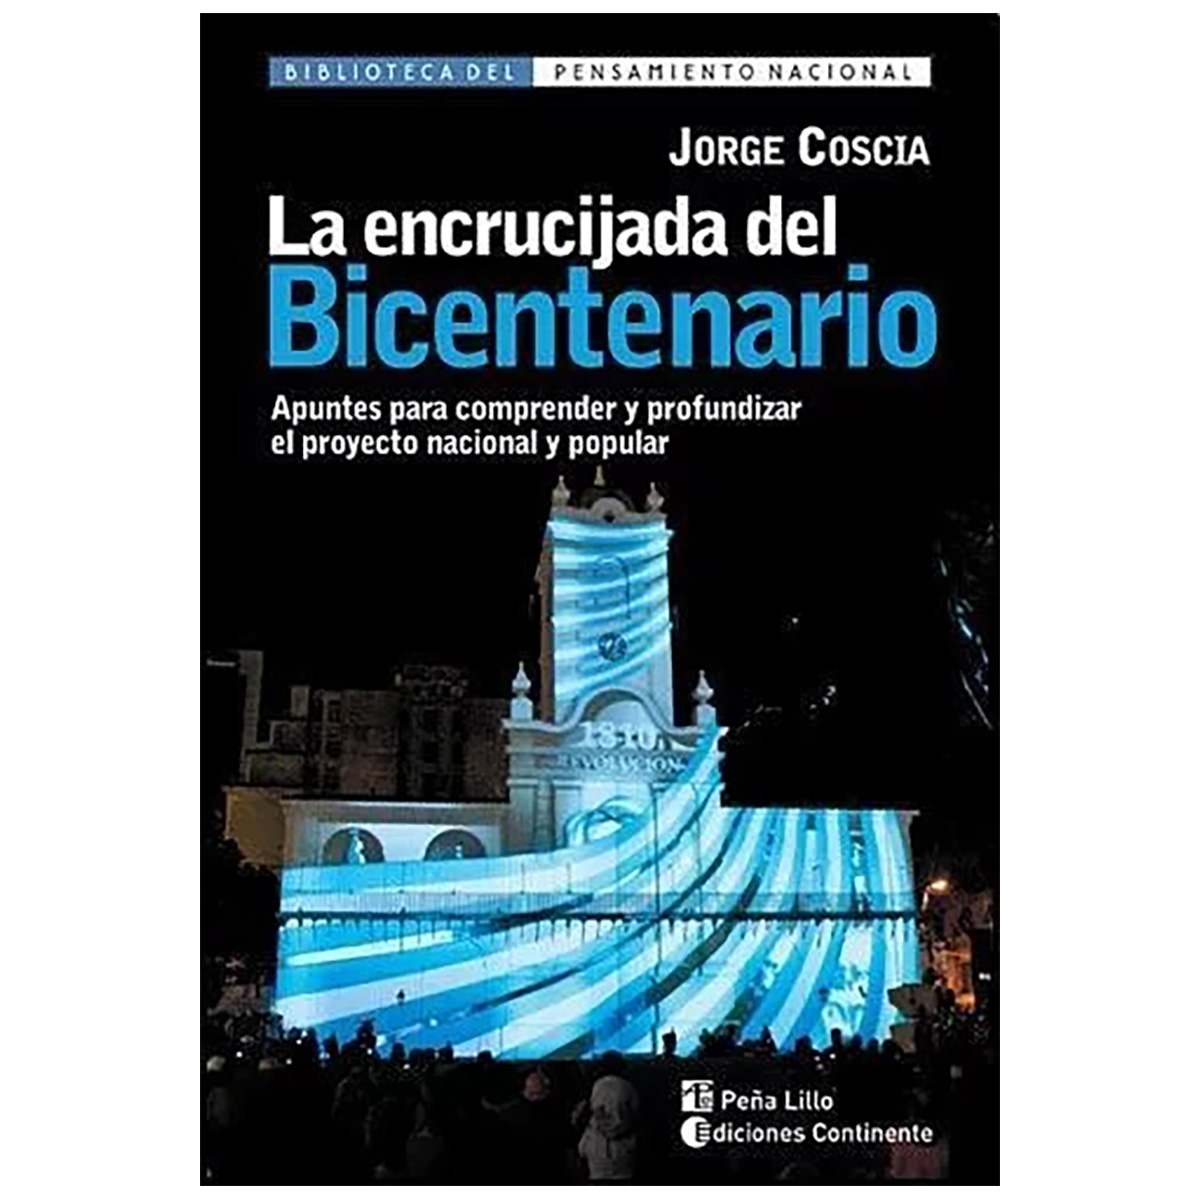 BIBLIOTECA DEL PENSAMIENTO NACIONAL
JORGE COSCIA
La encrucijada del
Bicentenario
Apuntes para comprender y profundizar
el proyecto nacional y popular
1810
REVOLUCIÓN
Peña Lillo
Ediciones Continente